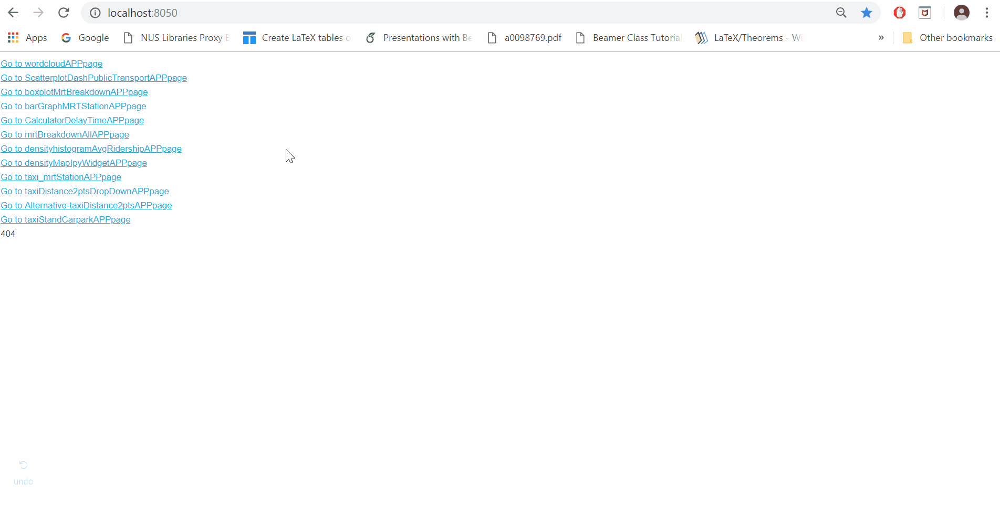 localhost:8050
Apps Google NUS Libraries Proxy B Create LaTeX tables o Presentations with Be a0098769.pdf Beamer Class Tutorial LaTeX/Theorems - Wi » Other bookmarks
Go to wordcloudAPPpage
Go to ScatterplotDashPublicTransportAPPpage
Go to boxplotMrtBreakdownAPPpage
Go to barGraphMRTStationAPPpage
Go to CalculatorDelayTimeAPPpage
Go to mrtBreakdownAllAPPpage
Go to densityhistogramAvgRidershipAPPpage
Go to densityMapIpyWidgetAPPpage
Go to taxi_mrtStationAPPpage
Go to taxiDistance2ptsDropDownAPPpage
Go to Alternative-taxiDistance2ptsAPPpage
Go to taxiStandCarparkAPPpage
404
undo